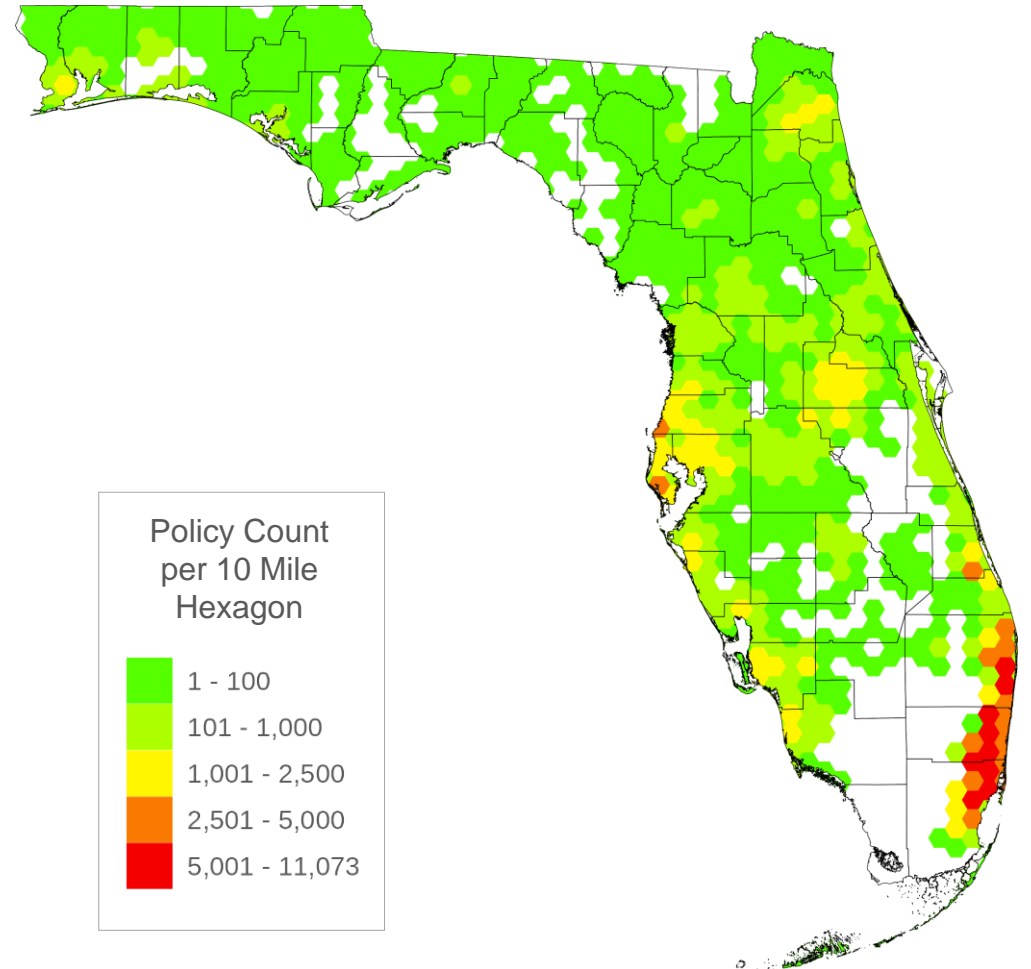 Policy Count
per 10 Mile
Hexagon
1 - 100
101 - 1,000
1,001 - 2,500
2,501 - 5,000
5,001 - 11,073